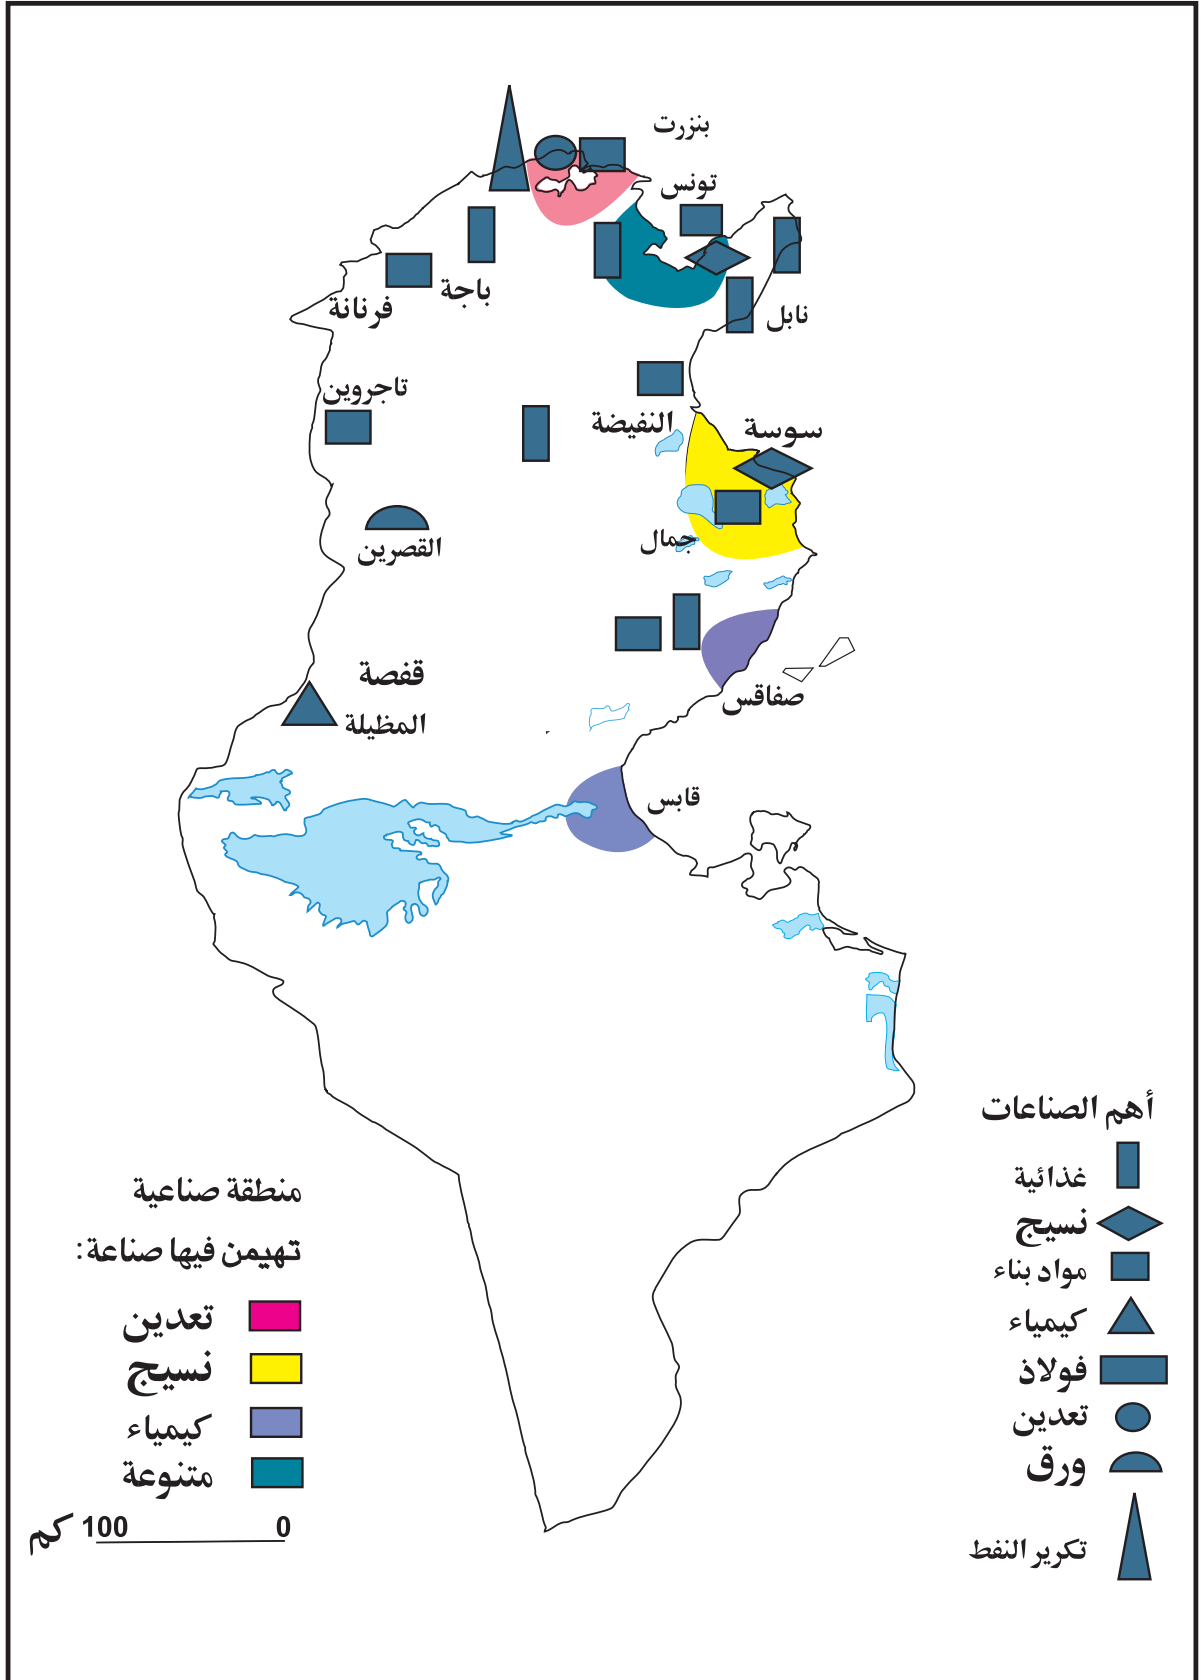 بنزرت
تونس
باجة
فرنانة
نابل
تاجروين
النفيضة
سوسة
القصرين
جمال
قفصة
المظيلة
صفاقس
قابس
أهم الصناعات
غذائية
نسيج
مواد بناء
كيمياء
فولاذ
تعدين
ورق
تكرير النفط
منطقة صناعية
تهيمن فيها صناعة:
تعدين
نسيج
كيمياء
متنوعة
0 100 كم